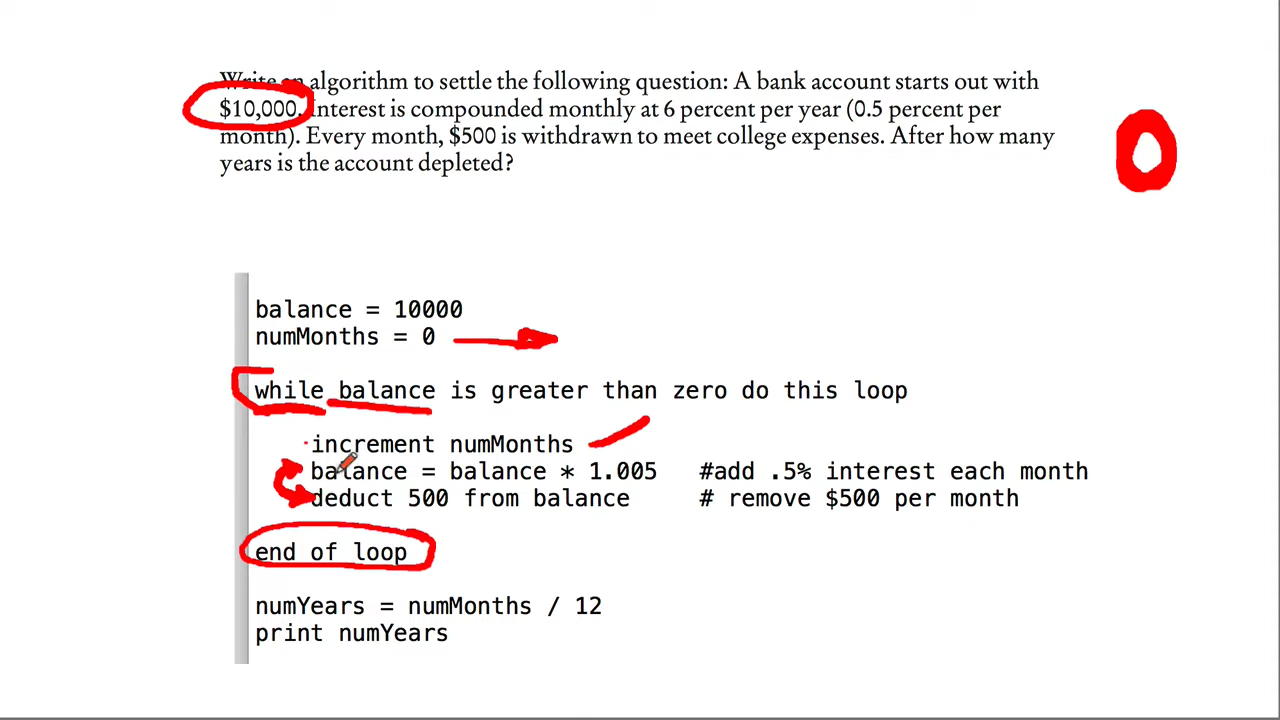 Write an algorithm to settle the following question: A bank account starts out with
$10,000. Interest is compounded monthly at 6 percent per year (0.5 percent per
month). Every month, $500 is withdrawn to meet college expenses. After how many
years is the account depleted?
0
balance = 10000
numMonths = 0
while balance is greater than zero do this loop
increment numMonths
balance = balance * 1.005 #add .5% interest each month
deduct 500 from balance # remove $500 per month
end of loop
numYears = numMonths / 12
print numYears